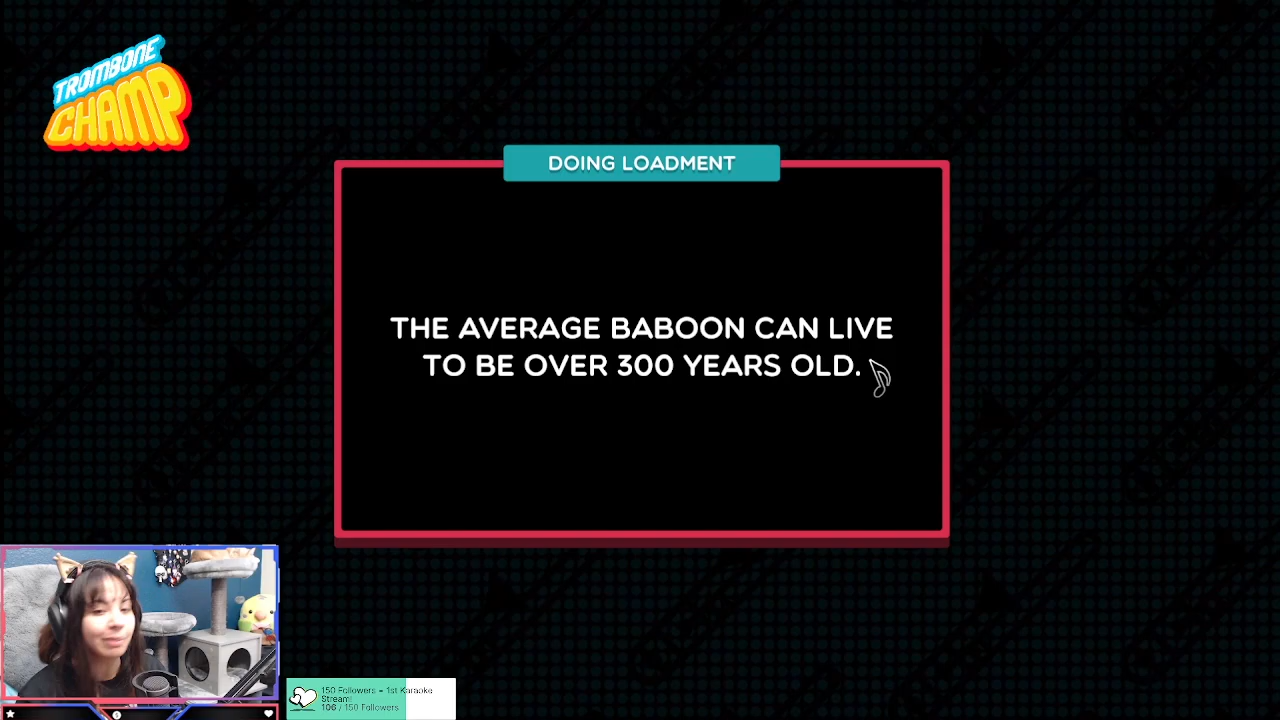 TROMBONE
CHAMP
DOING LOADMENT
THE AVERAGE BABOON CAN LIVE
TO BE OVER 300 YEARS OLD.
150 Followers = 1st Karaoke
Stream!
106 / 150 Followers